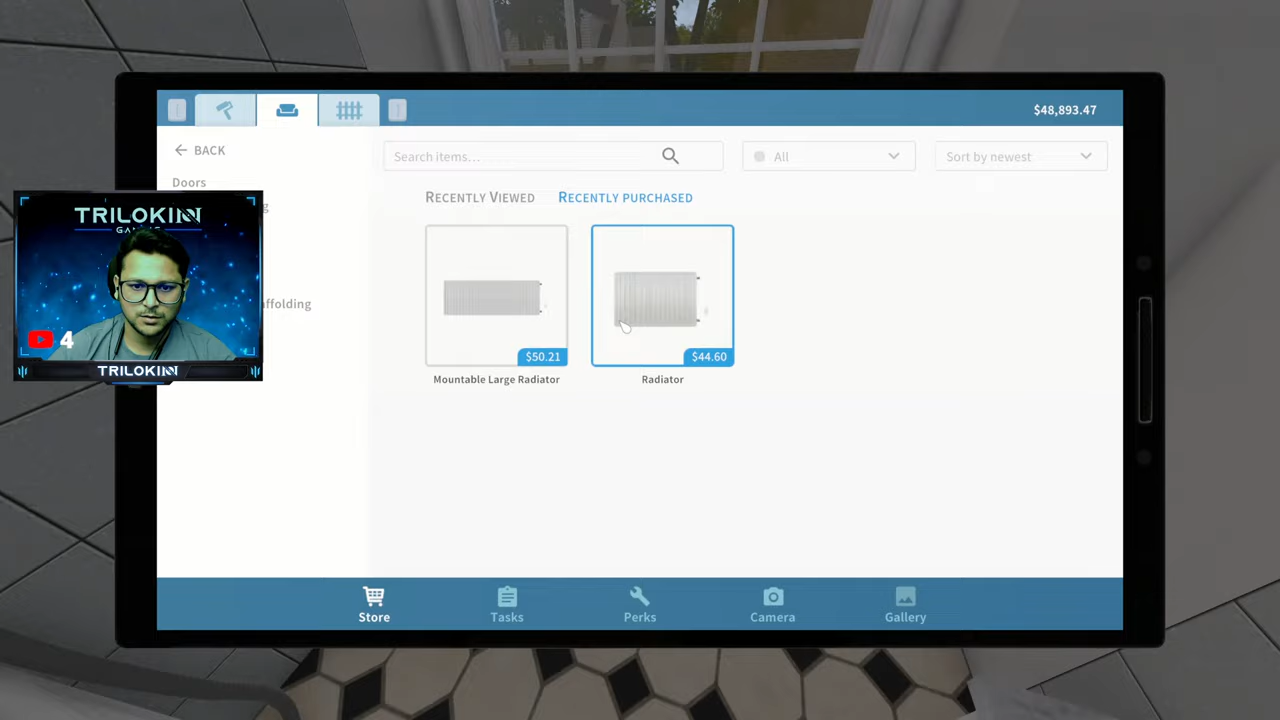 $48,893.47
BACK
Search items...
All
Sort by newest
Doors
RECENTLY VIEWED
RECENTLY PURCHASED
TRILOKIN
$50.21
$44.60
Mountable Large Radiator
Radiator
4
TRILOKIN
Store
Tasks
Perks
Camera
Gallery